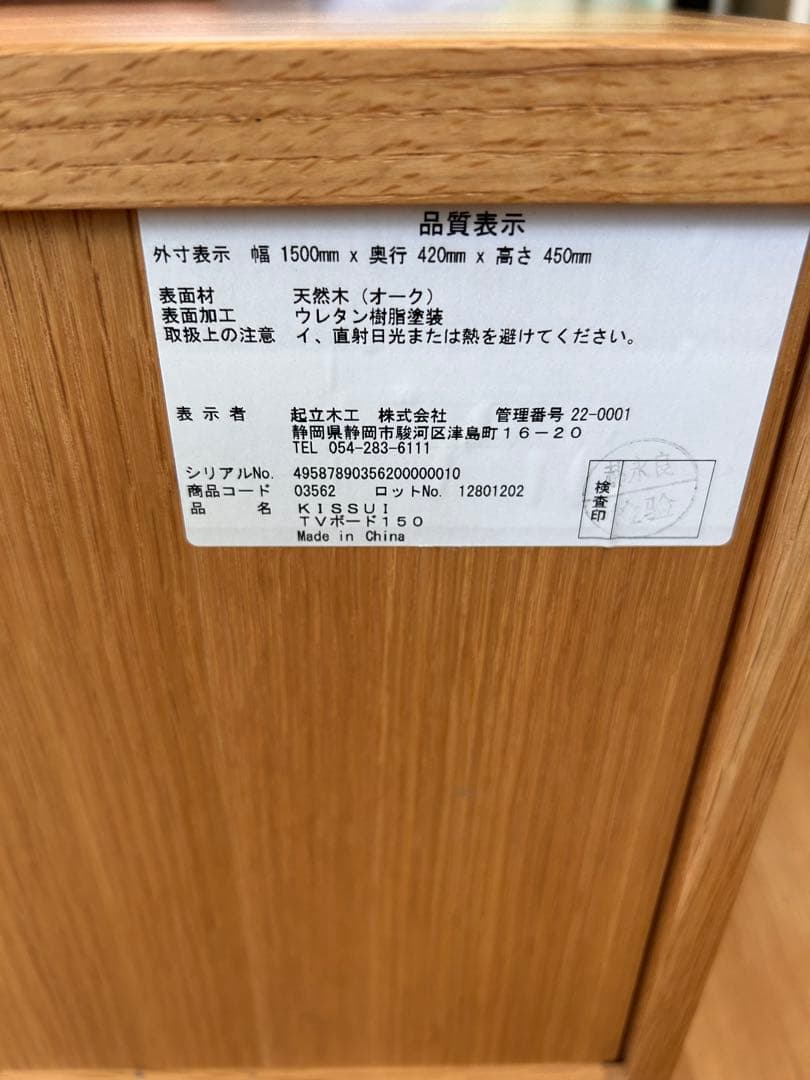 品質表示
外寸表示 幅 1500mm x 奥行 420mm x 高さ 450mm
表面材 天然木（オーク）
表面加工 ウレタン樹脂塗装
取扱上の注意 イ、直射日光または熱を避けてください。
表示者 起立木工 株式会社 管理番号 22-0001
静岡県静岡市駿河区津島町１６－２０
TEL 054-283-6111
シリアルNo. 49587890356200000010
商品コード 03562 ロットNo. 12801202
品名 ＫＩＳＳＵＩ
ＴＶボード１５０
Made in China
検査印